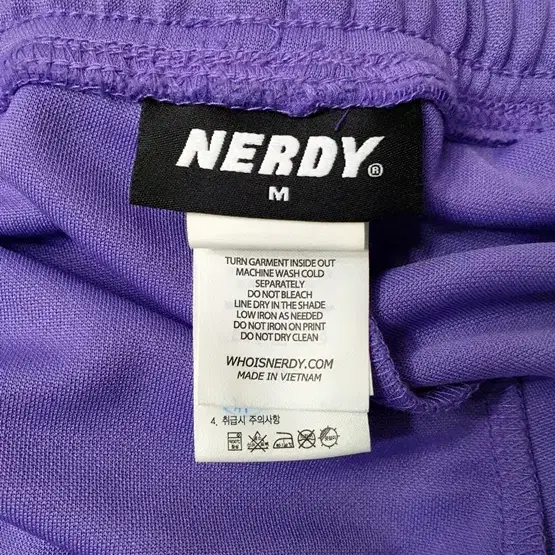 NERDY®
M
TURN GARMENT INSIDE OUT
MACHINE WASH COLD
SEPARATELY
DO NOT BLEACH
LINE DRY IN THE SHADE
LOW IRON AS NEEDED
DO NOT IRON ON PRINT
DO NOT DRY CLEAN
WHOISNERDY.COM
MADE IN VIETNAM
4. 취급시 주의사항